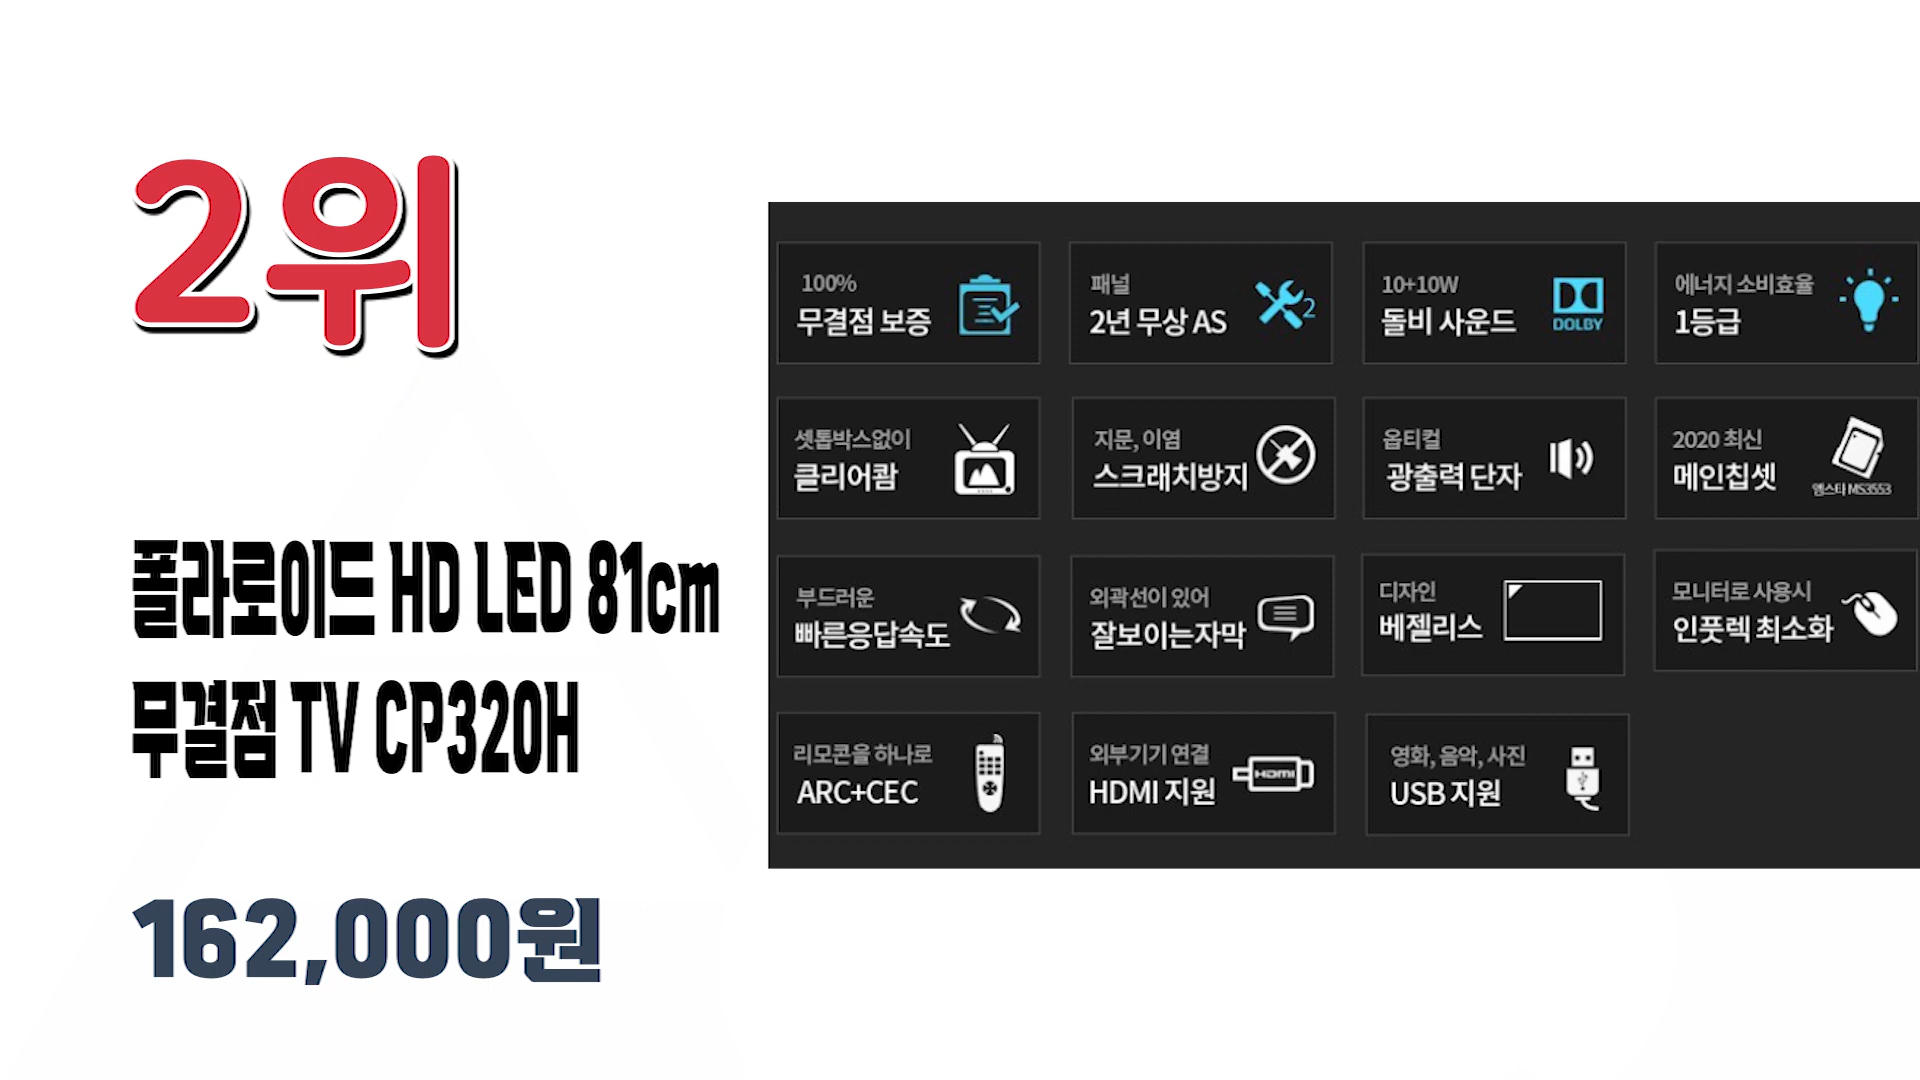 2위
폴라로이드 HD LED 81cm
무결점 TV CP320H
162,000원
100%
무결점 보증
패널
2년 무상 AS
2
10+10W
돌비 사운드
DOLBY
에너지 소비효율
1등급
셋톱박스없이
클리어쾀
지문, 이염
스크래치방지
옵티컬
광출력 단자
2020 최신
메인칩셋
엠스타 MS3553
부드러운
빠른응답속도
외곽선이 있어
잘보이는자막
디자인
베젤리스
모니터로 사용시
인풋렉 최소화
리모콘을 하나로
ARC+CEC
외부기기 연결
HDMI 지원
HDMI
영화, 음악, 사진
USB 지원